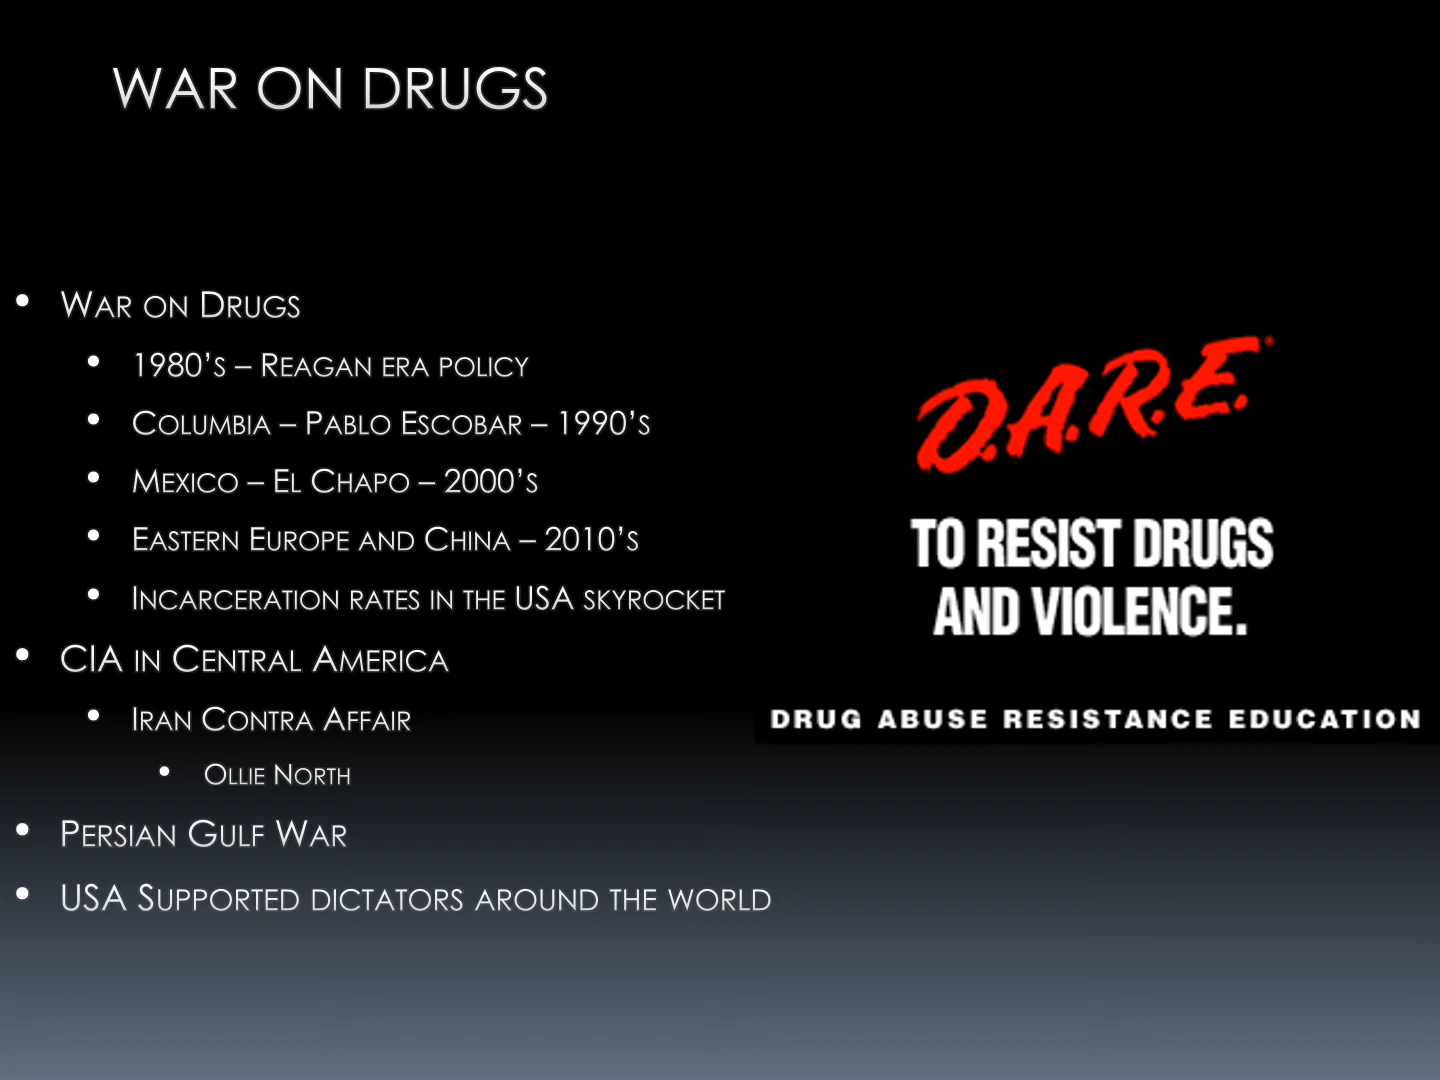 WAR ON DRUGS
• WAR ON DRUGS
• 1980’S – REAGAN ERA POLICY
• COLUMBIA – PABLO ESCOBAR – 1990’S
• MEXICO – EL CHAPO – 2000’S
• EASTERN EUROPE AND CHINA – 2010’S
• INCARCERATION RATES IN THE USA SKYROCKET
• CIA IN CENTRAL AMERICA
• IRAN CONTRA AFFAIR
• OLLIE NORTH
• PERSIAN GULF WAR
• USA SUPPORTED DICTATORS AROUND THE WORLD
D.A.R.E.
TO RESIST DRUGS
AND VIOLENCE.
DRUG ABUSE RESISTANCE EDUCATION